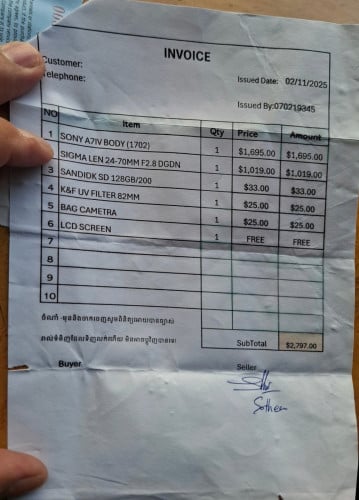 INVOICE
Customer:
Telephone:
Issued Date: 02/11/2025
Issued By:070219345
NO Item Qty Price Amount
1 SONY A7IV BODY (1702) 1 $1,695.00 $1,695.00
2 SIGMA LEN 24-70MM F2.8 DGDN 1 $1,019.00 $1,019.00
3 SANDIDK SD 128GB/200 1 $33.00 $33.00
4 K&F UV FILTER 82MM 1 $25.00 $25.00
5 BAG CAMETRA 1 $25.00 $25.00
6 LCD SCREEN 1 FREE FREE
7
8
9
10
SubTotal $2,797.00
Buyer Seller
Sothea